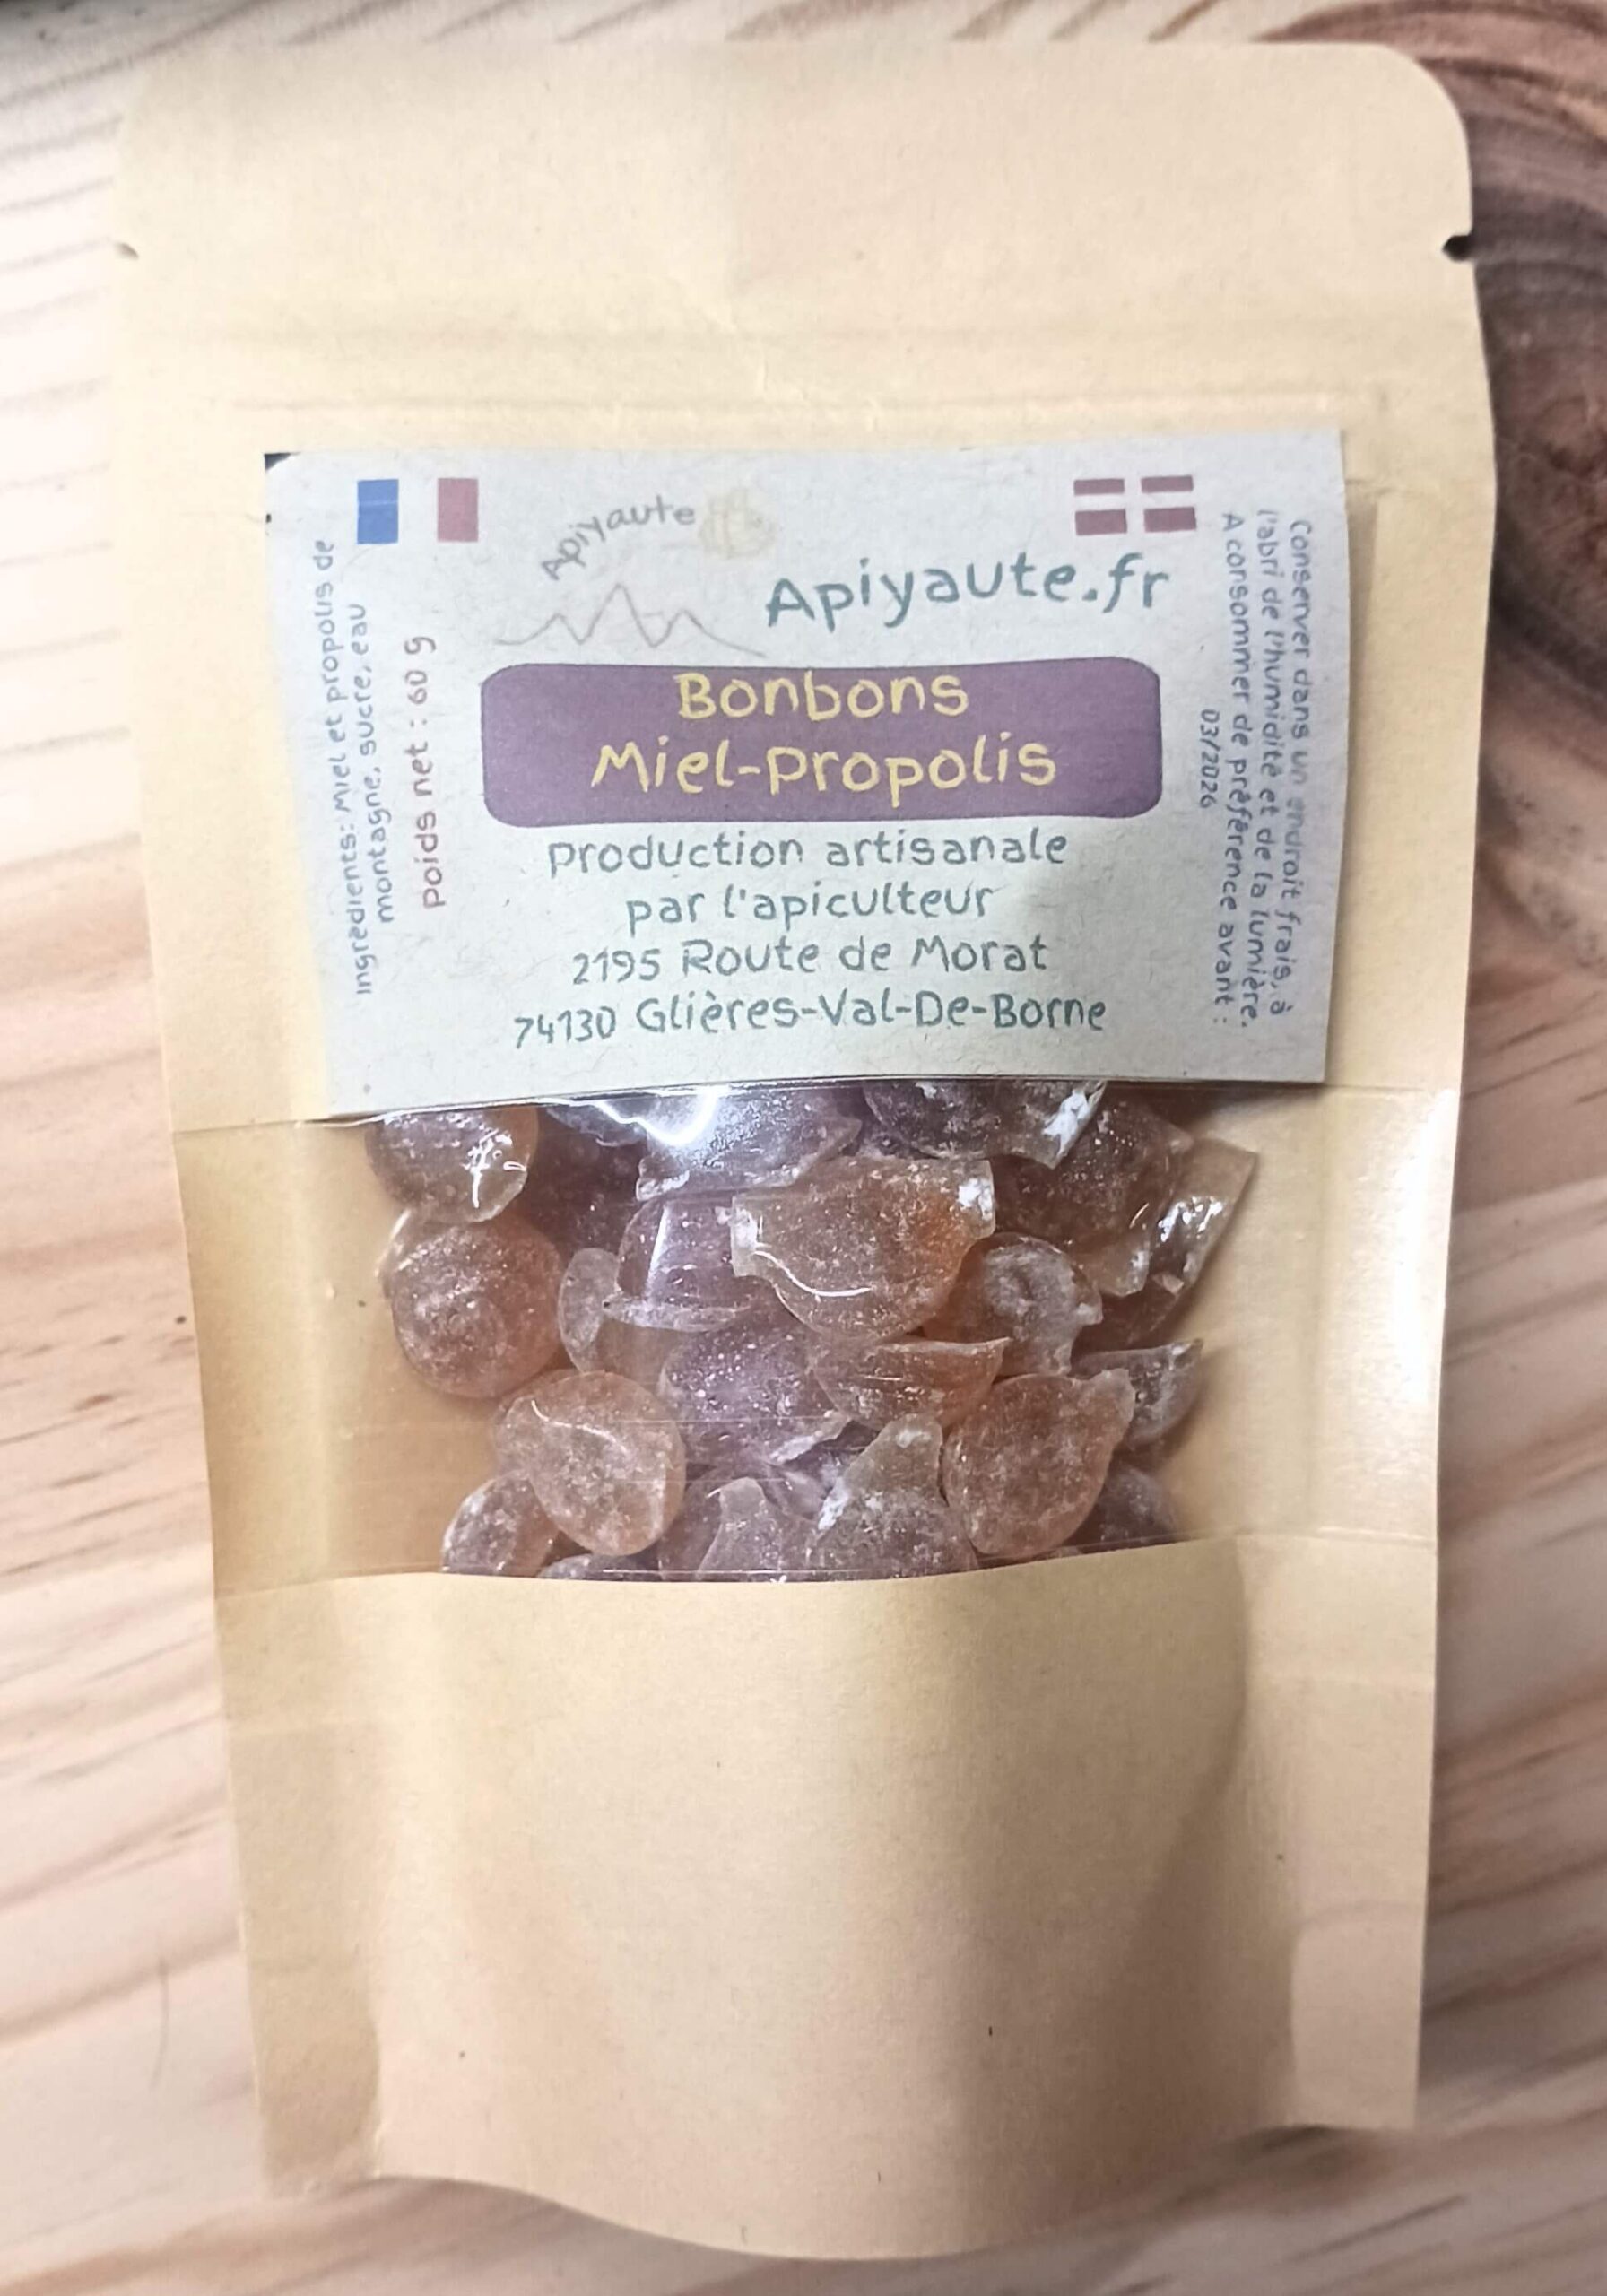 Apiyaute
Apiyaute.fr
Bonbons
Miel-Propolis
production artisanale
par l'apiculteur
2195 Route de Morat
74130 Glières-Val-De-Borne
Ingrédients: Miel et propolis de
montagne, sucre, eau
poids net : 60 g
Conserver dans un endroit frais, à
l'abri de l'humidité et de la lumière.
A consommer de préférence avant :
03/2026